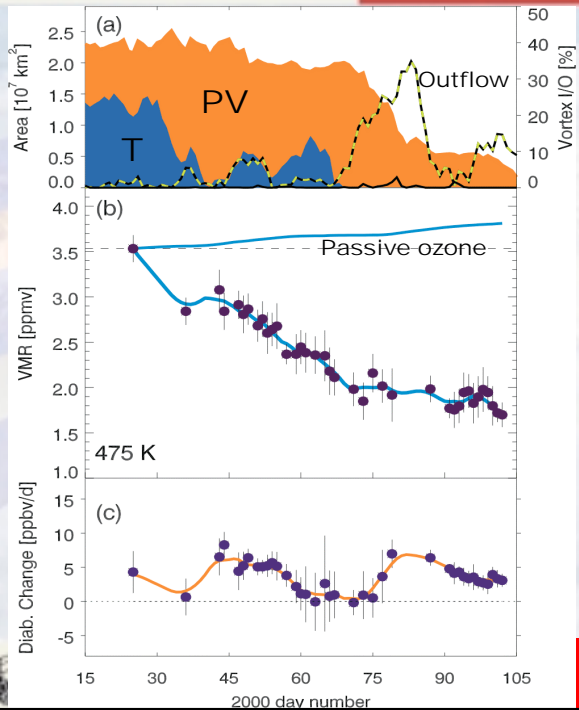 (a)
50
2.5
40
2.0
Outflow
30
1.5
PV
20
1.0
T
10
0.5
0.0
0
Area [10⁷ km²]
Vortex I/O [%]
(b)
4.0
3.5
Passive ozone
3.0
2.5
2.0
1.5
475 K
1.0
VMR [ppmv]
(c)
15
10
5
0
-5
Diab. Change [ppbv/d]
15 30 45 60 75 90 105
2000 day number